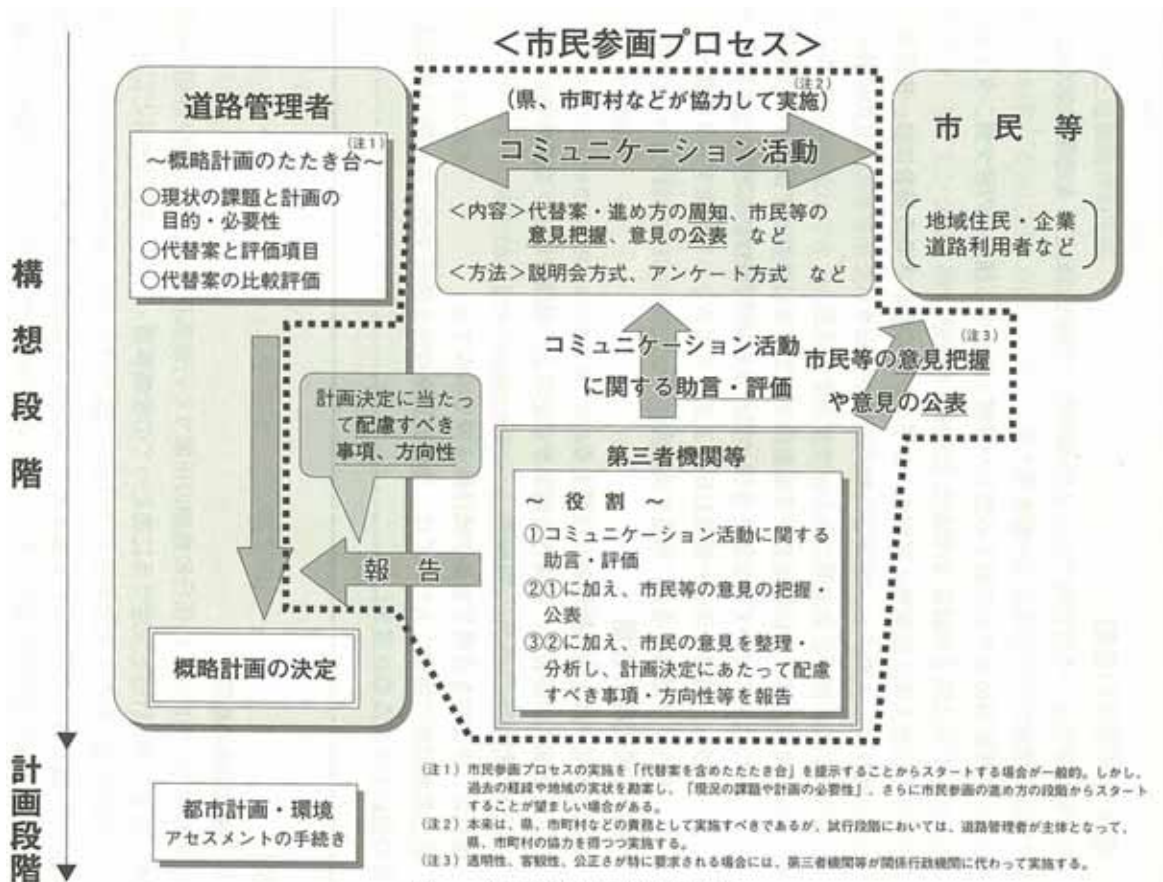 <市民参画プロセス>
道路管理者
(注1)
~概略計画のたたき台~
○現状の課題と計画の
目的・必要性
○代替案と評価項目
○代替案の比較評価
(注2)
(県、市町村などが協力して実施)
コミュニケーション活動
<内容>代替案・進め方の周知、市民等の
意見把握、意見の公表 など
<方法>説明会方式、アンケート方式 など
市 民 等
地域住民・企業
道路利用者など
構想段階
コミュニケーション活動
に関する助言・評価
(注3)
市民等の意見把握
や意見の公表
計画決定に当たっ
て配慮すべき
事項、方向性
第三者機関等
~ 役 割 ~
①コミュニケーション活動に関する
助言・評価
②①に加え、市民等の意見の把握・
公表
③②に加え、市民の意見を整理・
分析し、計画決定にあたって配慮
すべき事項・方向性等を報告
報 告
概略計画の決定
計画段階
都市計画・環境
アセスメントの手続き
(注1)市民参画プロセスの実施を「代替案を含めたたたき台」を提示することからスタートする場合が一般的。しかし、
過去の経緯や地域の実状を勘案し、「現況の課題や計画の必要性」、さらに市民参画の進め方の段階からスタート
することが望ましい場合がある。
(注2)本来は、県、市町村などの責務として実施すべきであるが、試行段階においては、道路管理者が主体となって、
県、市町村の協力を得つつ実施する。
(注3)透明性、客観性、公正さが特に要求される場合には、第三者機関等が関係行政機関に代わって実施する。